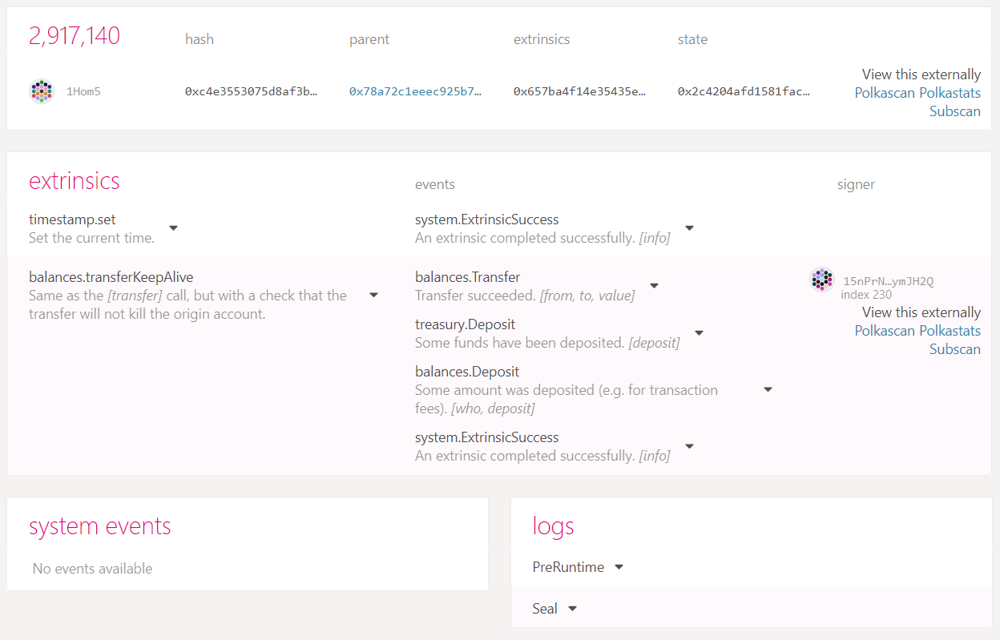 2,917,140
hash
parent
extrinsics
state
1Hom5
0xc4e3553075d8af3b…
0x78a72c1eeec925b7…
0x657ba4f14e35435e…
0x2c4204afd1581fac…
View this externally
Polkascan Polkastats
Subscan
extrinsics
events
signer
timestamp.set
Set the current time.
system.ExtrinsicSuccess
An extrinsic completed successfully. [info]
balances.transferKeepAlive
Same as the [transfer] call, but with a check that the
transfer will not kill the origin account.
balances.Transfer
Transfer succeeded. [from, to, value]
treasury.Deposit
Some funds have been deposited. [deposit]
balances.Deposit
Some amount was deposited (e.g. for transaction
fees). [who, deposit]
system.ExtrinsicSuccess
An extrinsic completed successfully. [info]
15nPrN…ymJH2Q
index 230
View this externally
Polkascan Polkastats
Subscan
system events
No events available
logs
PreRuntime
Seal